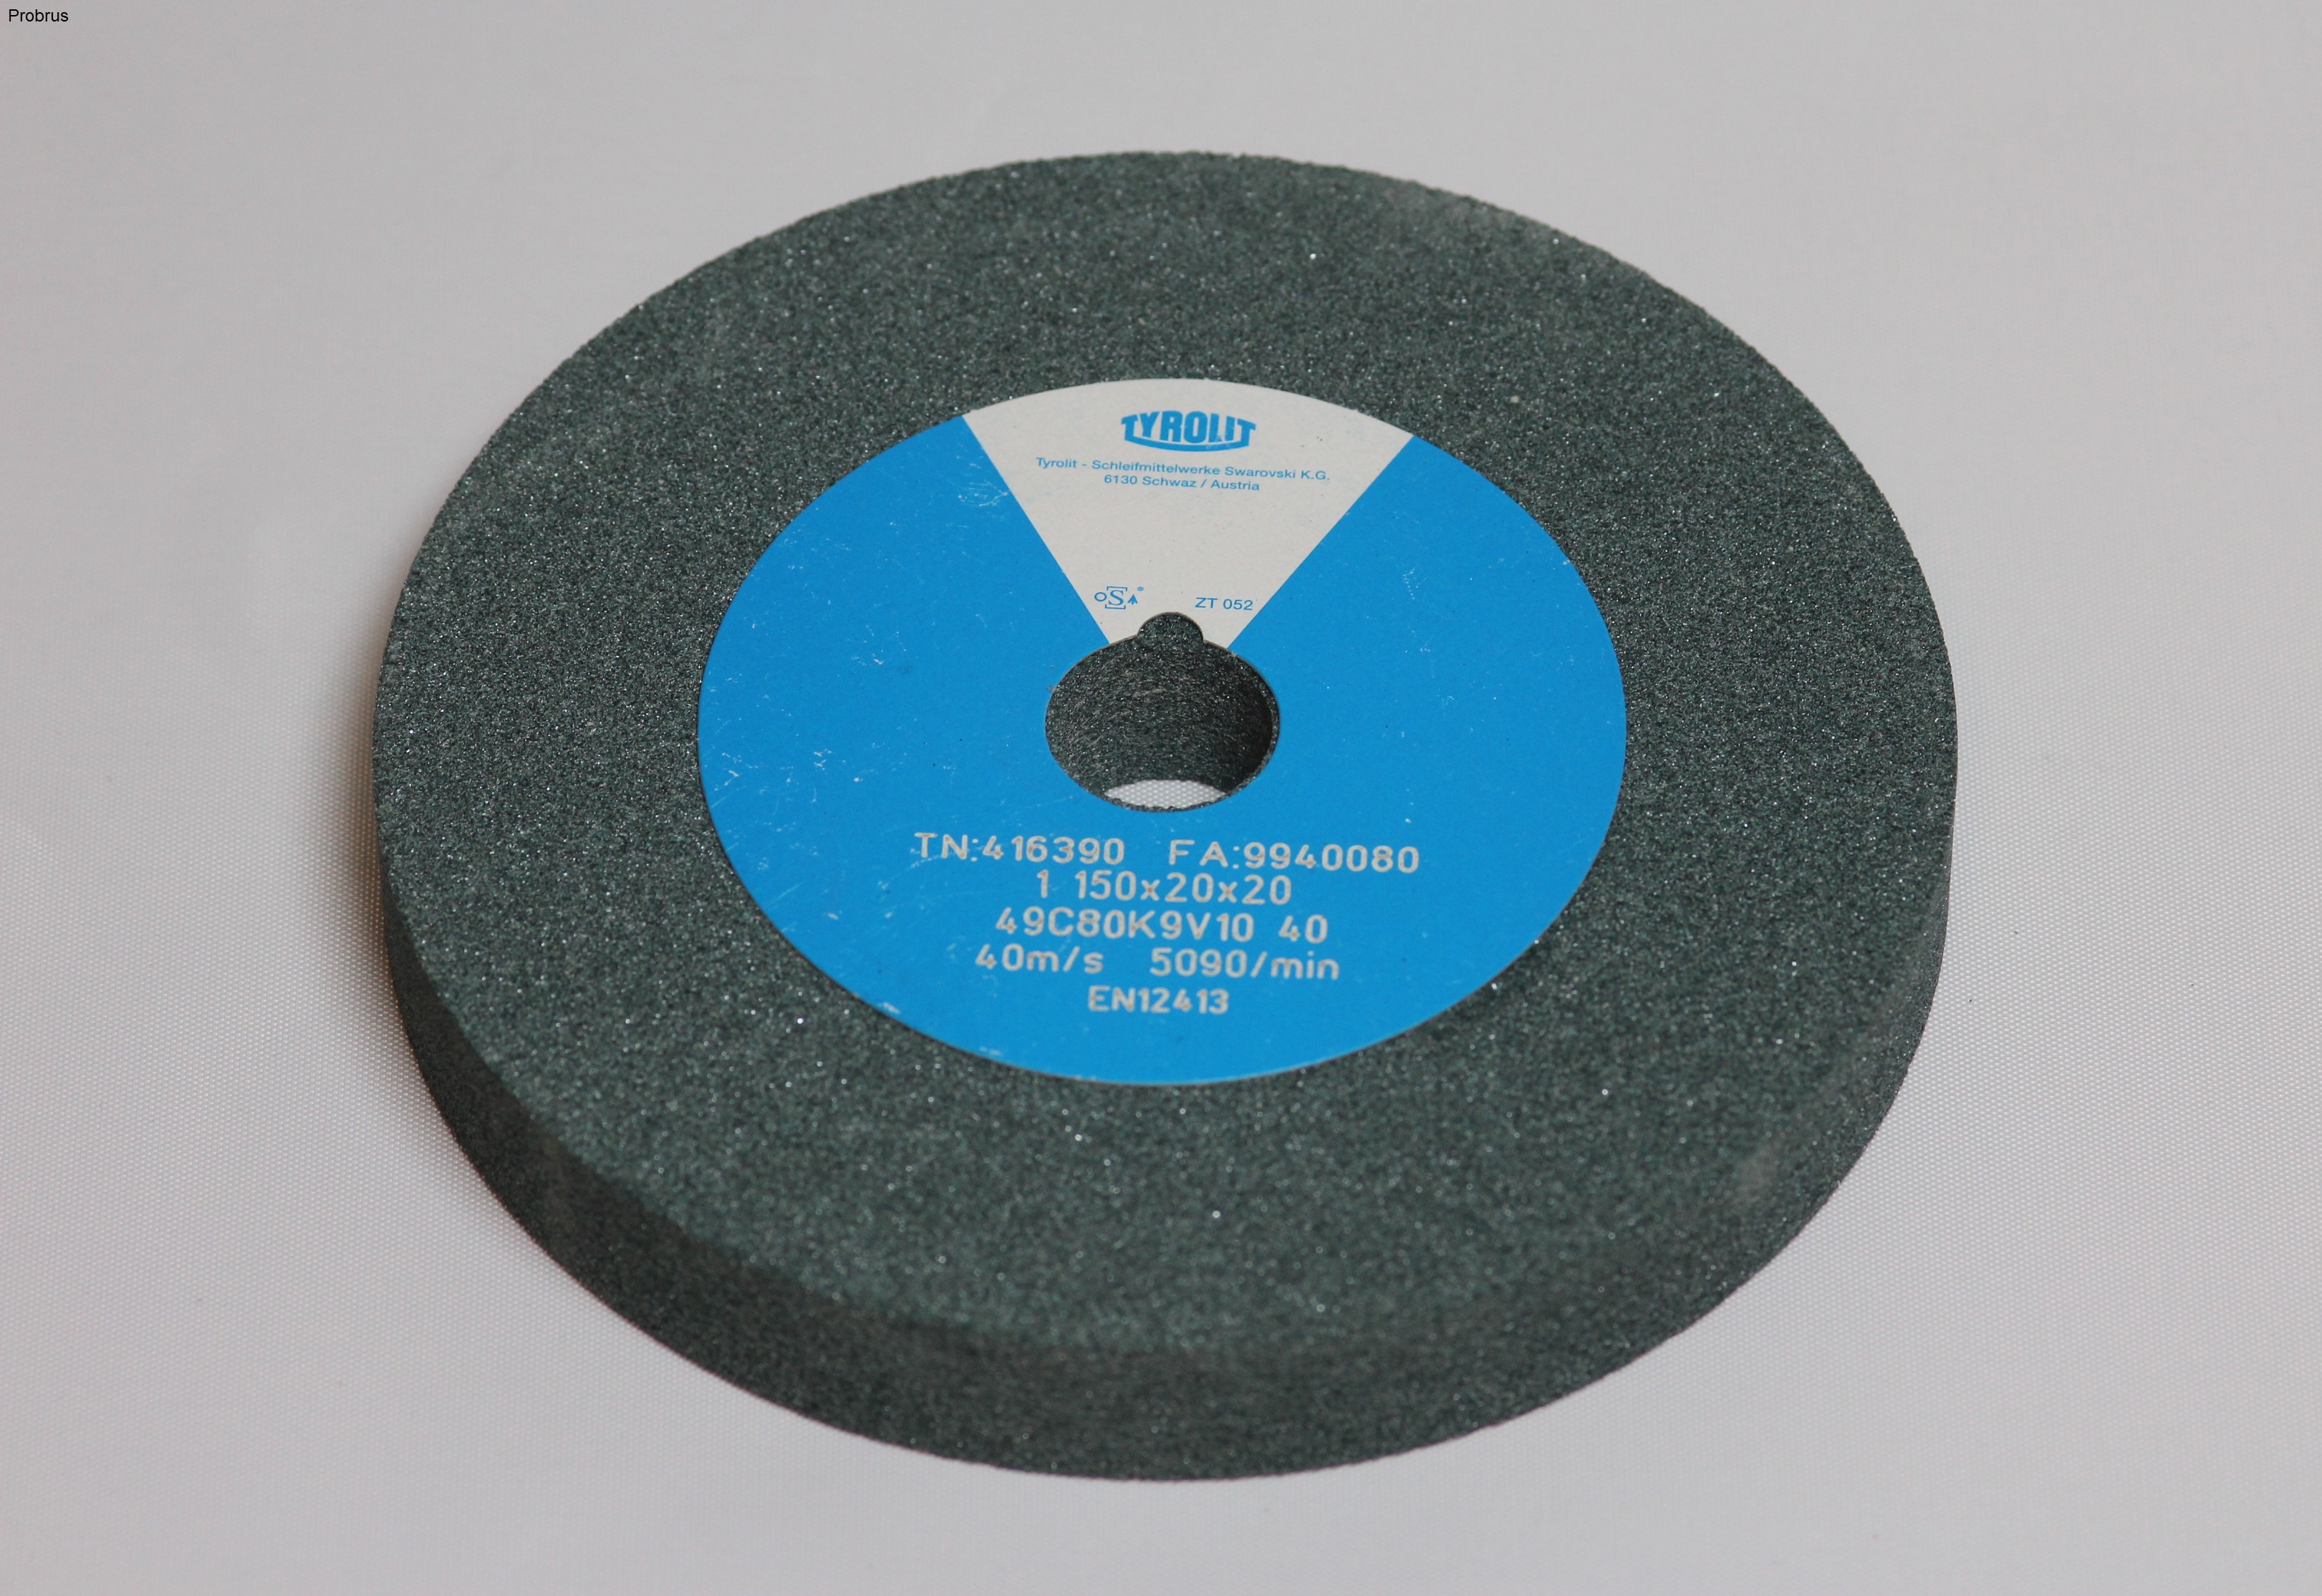 Probrus
TYROLIT
Tyrolit - Schleifmittelwerke Swarovski K.G.
6130 Schwaz / Austria
oSa®
ZT 052
TN:416390 FA:9940080
1 150x20x20
49C80K9V10 40
40m/s 5090/min
EN12413